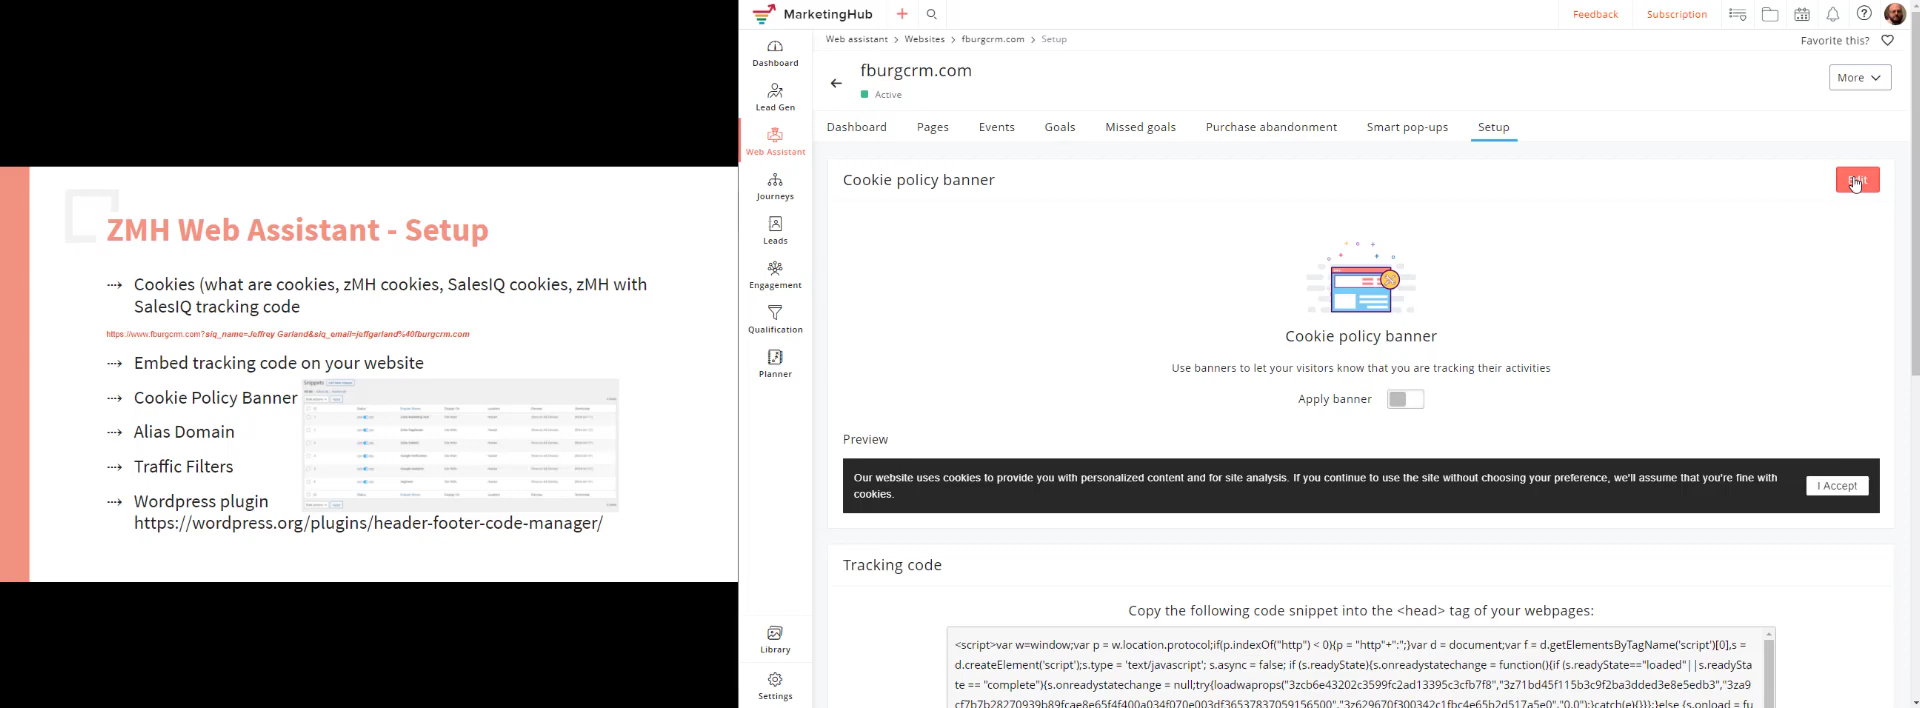 ZMH Web Assistant - Setup
Cookies (what are cookies, zMH cookies, SalesIQ cookies, zMH with
SalesIQ tracking code
https://www.fburgcrm.com?siq_name=Jeffrey Garland&siq_email=jeffgarland%40fburgcrm.com
Embed tracking code on your website
Cookie Policy Banner
Alias Domain
Traffic Filters
Wordpress plugin
https://wordpress.org/plugins/header-footer-code-manager/
Snippets
MarketingHub
Feedback
Subscription
Dashboard
Lead Gen
Web Assistant
Journeys
Leads
Engagement
Qualification
Planner
Library
Settings
Web assistant > Websites > fburgcrm.com > Setup
Favorite this?
fburgcrm.com
Active
More
Dashboard Pages Events Goals Missed goals Purchase abandonment Smart pop-ups Setup
Cookie policy banner
Cookie policy banner
Use banners to let your visitors know that you are tracking their activities
Apply banner
Preview
Our website uses cookies to provide you with personalized content and for site analysis. If you continue to use the site without choosing your preference, we'll assume that you're fine with
cookies.
I Accept
Tracking code
Copy the following code snippet into the <head> tag of your webpages:
<script>var w=window;var p = w.location.protocol;if(p.indexOf("http") < 0){p = "http"+":";}var d = document;var f = d.getElementsByTagName('script')[0],s =
d.createElement('script');s.type = 'text/javascript'; s.async = false; if (s.readyState){s.onreadystatechange = function(){if (s.readyState=="loaded"||s.readySta
te == "complete"){s.onreadystatechange = null;try{loadwaprops("3zcb6e43202c3599fc2ad13395c3cfb7f8","3z71bd45f115b3c9f2ba3dded3e8e5edb3","3za9
cf7b7b28270939b89fcae8e65f4f400a034f070e003df36537837059156500","3z629670f300342c1fbc4e65b2d517a5e0","0.0");}catch(e){}}};}else {s.onload = fu